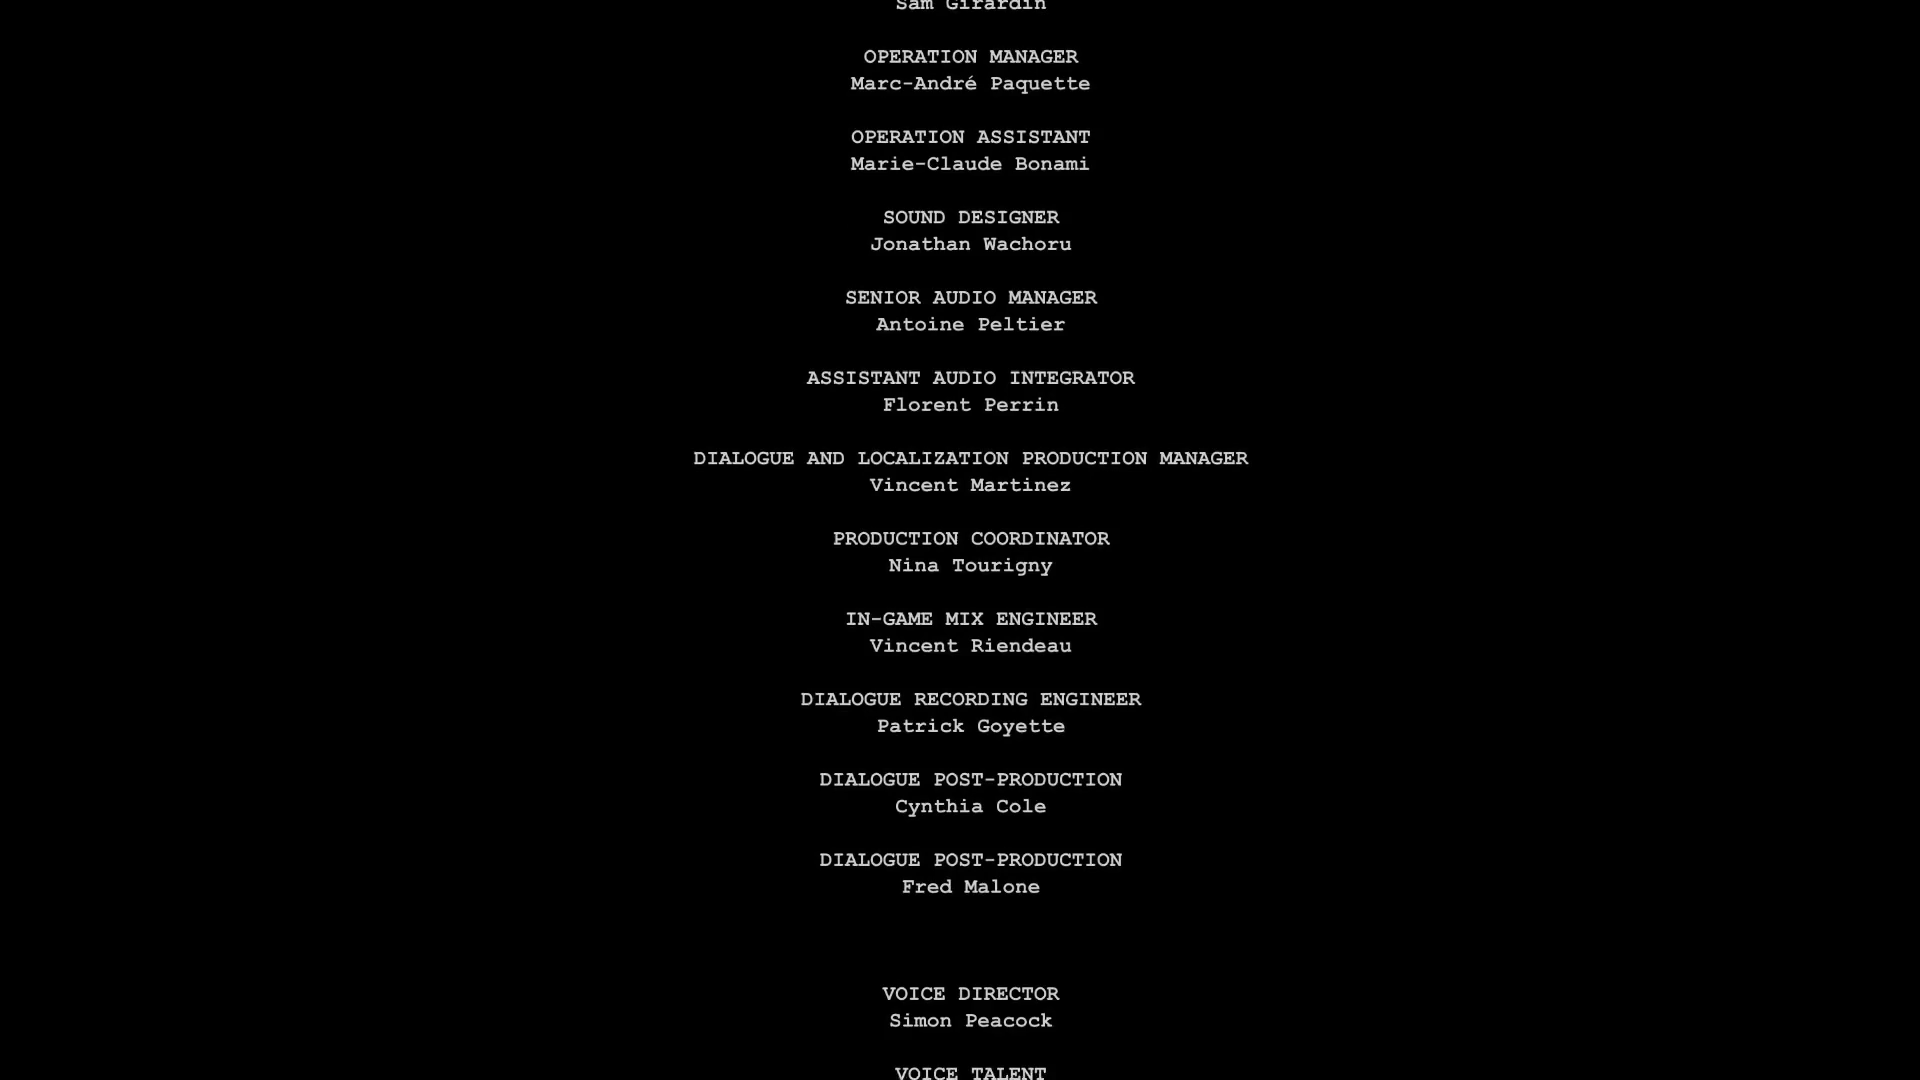 Sam Girardin
OPERATION MANAGER
Marc-André Paquette
OPERATION ASSISTANT
Marie-Claude Bonami
SOUND DESIGNER
Jonathan Wachoru
SENIOR AUDIO MANAGER
Antoine Peltier
ASSISTANT AUDIO INTEGRATOR
Florent Perrin
DIALOGUE AND LOCALIZATION PRODUCTION MANAGER
Vincent Martinez
PRODUCTION COORDINATOR
Nina Tourigny
IN-GAME MIX ENGINEER
Vincent Riendeau
DIALOGUE RECORDING ENGINEER
Patrick Goyette
DIALOGUE POST-PRODUCTION
Cynthia Cole
DIALOGUE POST-PRODUCTION
Fred Malone
VOICE DIRECTOR
Simon Peacock
VOICE TALENT